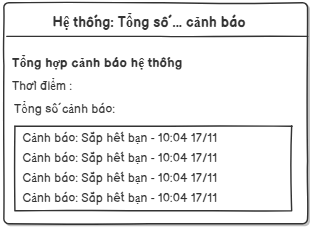 Hệ thống: Tổng số ... cảnh báo
Tổng hợp cảnh báo hệ thống
Thời điểm :
Tổng số cảnh báo:
Cảnh báo: Sắp hết hạn - 10:04 17/11
Cảnh báo: Sắp hết hạn - 10:04 17/11
Cảnh báo: Sắp hết hạn - 10:04 17/11
Cảnh báo: Sắp hết hạn - 10:04 17/11